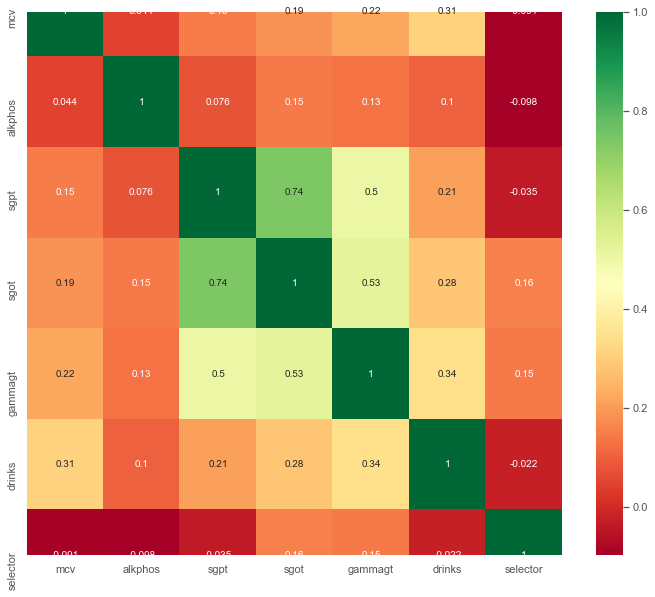 mcv 0.19 0.22 0.31
alkphos 0.044 1 0.076 0.15 0.13 0.1 -0.098
sgpt 0.15 0.076 1 0.74 0.5 0.21 -0.035
sgot 0.19 0.15 0.74 1 0.53 0.28 0.16
gammagt 0.22 0.13 0.5 0.53 1 0.34 0.15
drinks 0.31 0.1 0.21 0.28 0.34 1 -0.022
selector
mcv alkphos sgpt sgot gammagt drinks selector
1.0
0.8
0.6
0.4
0.2
0.0